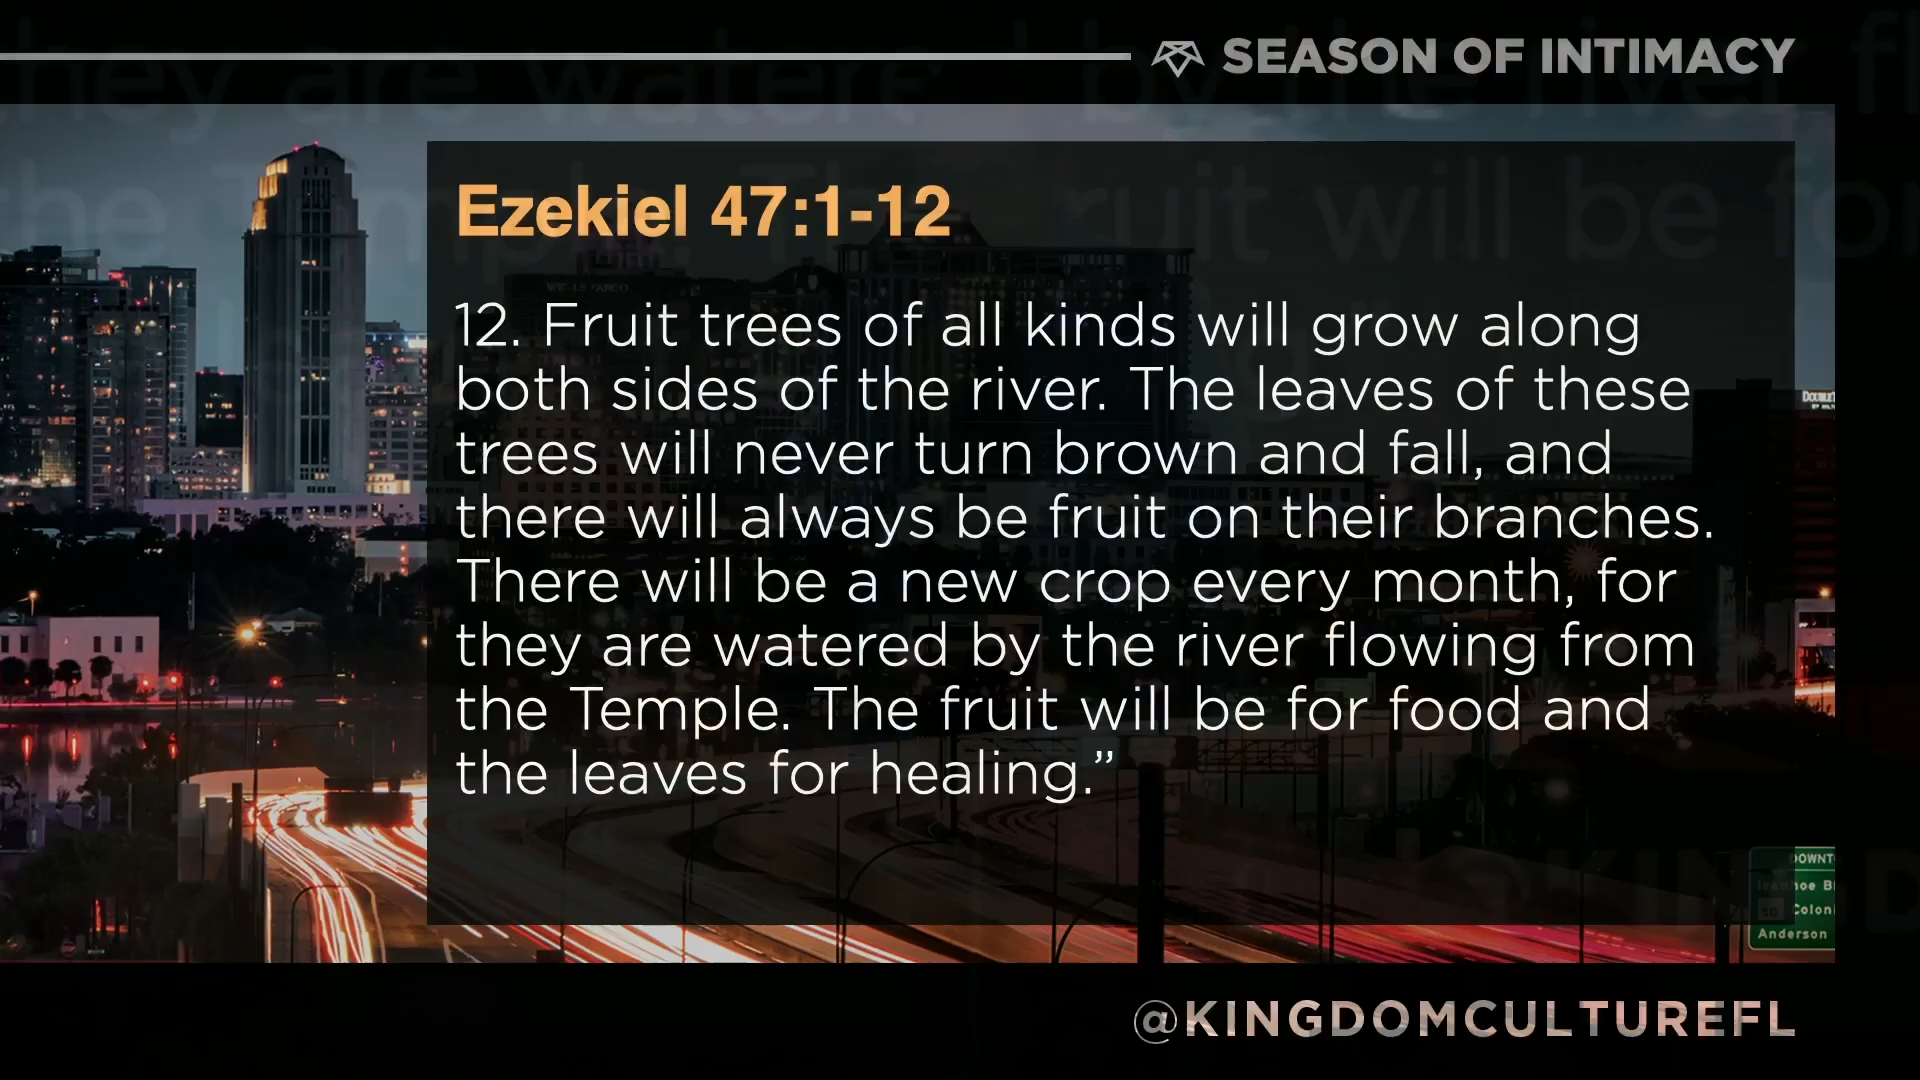 SEASON OF INTIMACY
Ezekiel 47:1-12
12. Fruit trees of all kinds will grow along
both sides of the river. The leaves of these
trees will never turn brown and fall, and
there will always be fruit on their branches.
There will be a new crop every month, for
they are watered by the river flowing from
the Temple. The fruit will be for food and
the leaves for healing.”
WELLS FARGO
Anderson
@KINGDOMCULTUREFL